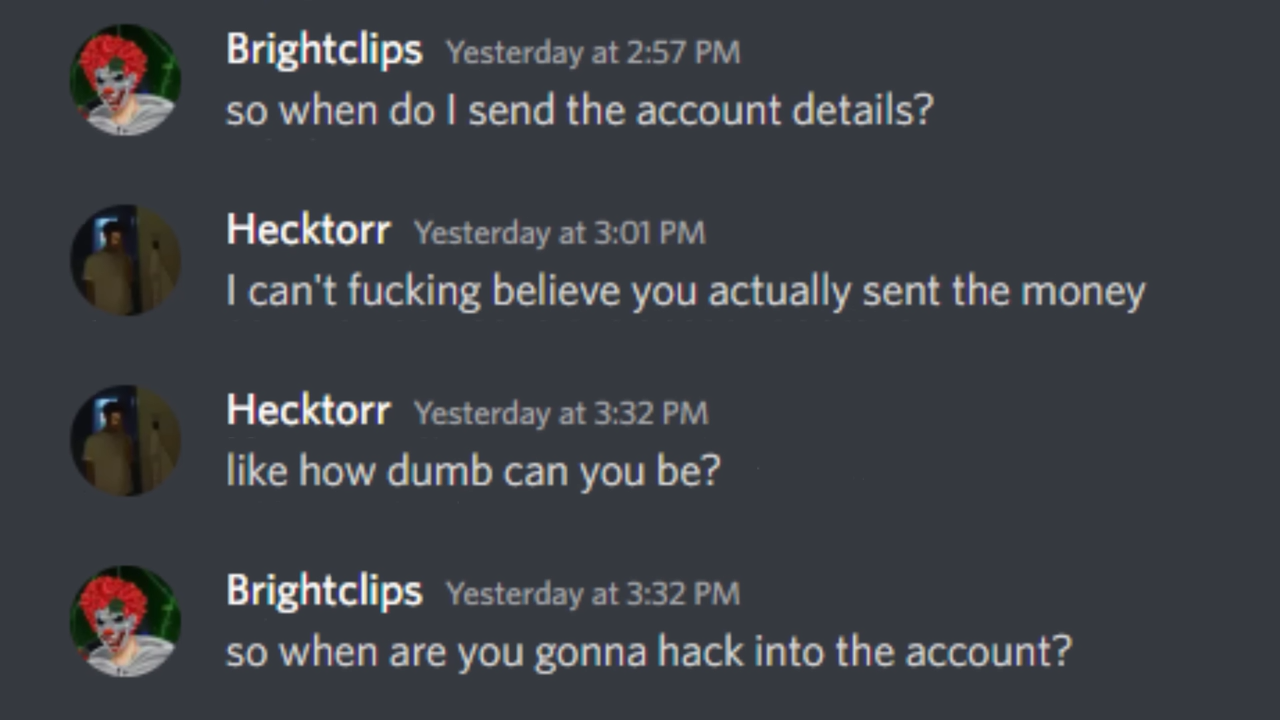 Brightclips Yesterday at 2:57 PM
so when do I send the account details?
Hecktorr Yesterday at 3:01 PM
I can't fucking believe you actually sent the money
Hecktorr Yesterday at 3:32 PM
like how dumb can you be?
Brightclips Yesterday at 3:32 PM
so when are you gonna hack into the account?